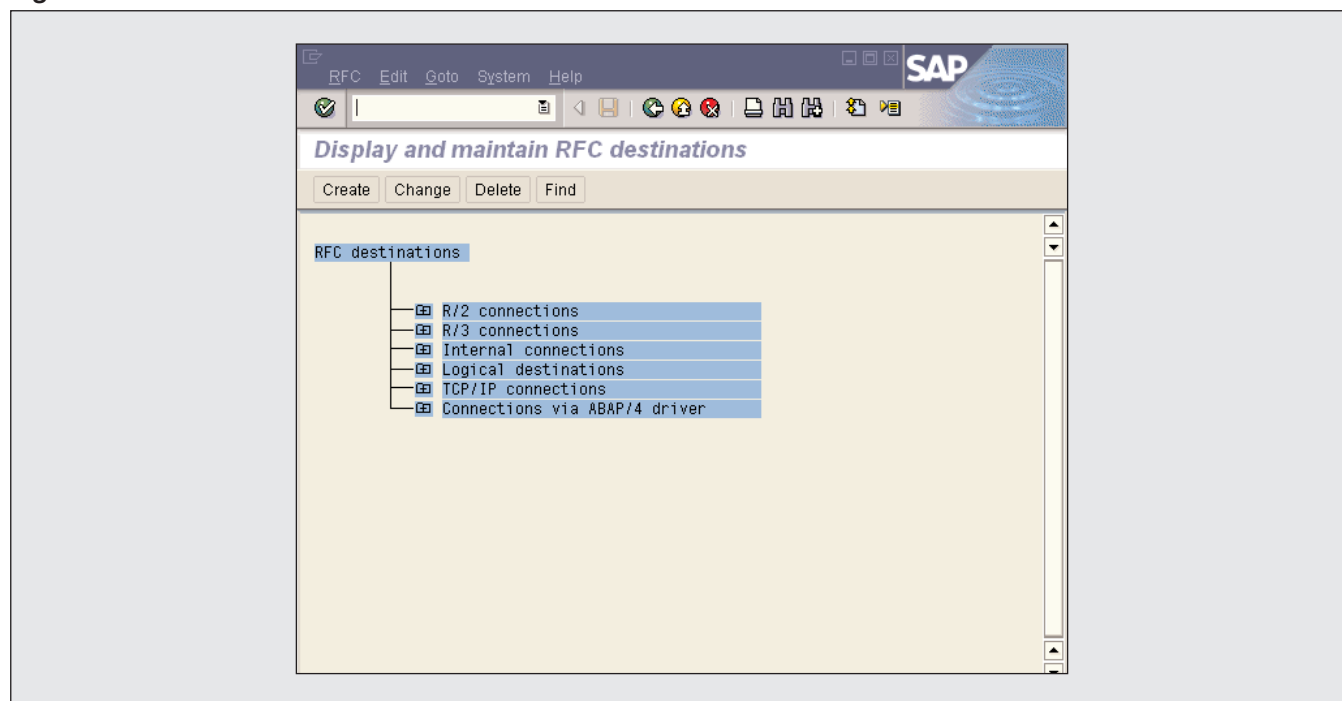 RFC Edit Goto System Help
SAP
Display and maintain RFC destinations
Create Change Delete Find
RFC destinations
R/2 connections
R/3 connections
Internal connections
Logical destinations
TCP/IP connections
Connections via ABAP/4 driver